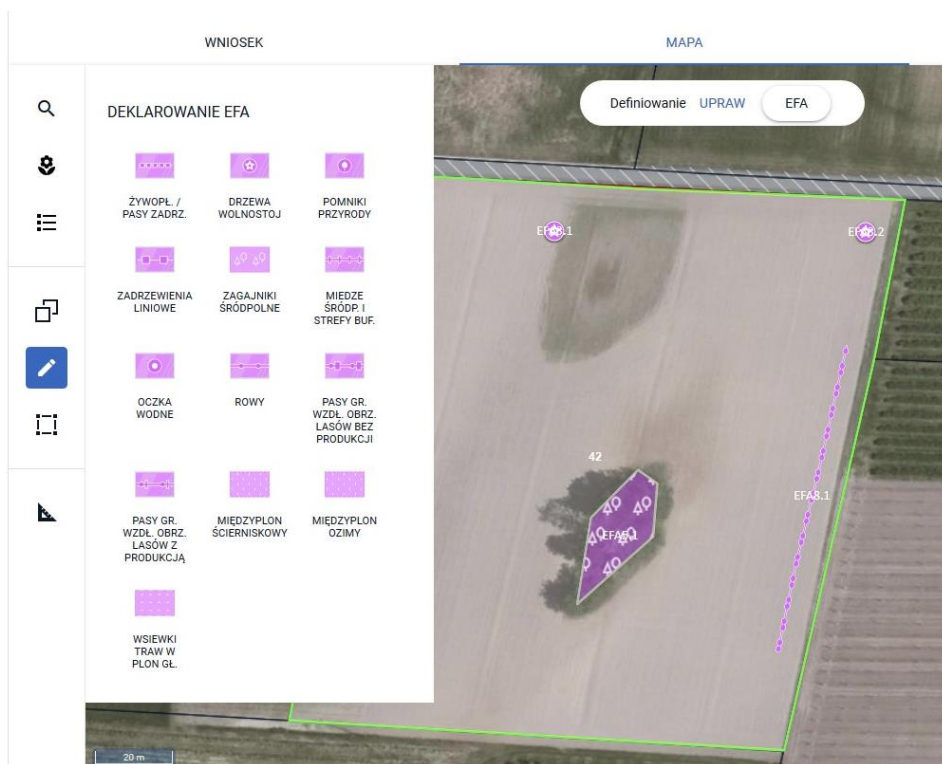 WNIOSEK
MAPA
DEKLAROWANIE EFA
Definiowanie UPRAW EFA
ŻYWOPŁ. /
PASY ZADRZ.
DRZEWA
WOLNOSTOJ
POMNIKI
PRZYRODY
ZADRZEWIENIA
LINIOWE
ZAGAJNIKI
ŚRÓDPOLNE
MIEDZE
ŚRÓDP. I
STREFY BUF.
OCZKA
WODNE
ROWY
PASY GR.
WZDŁ. OBRZ.
LASÓW BEZ
PRODUKCJI
PASY GR.
WZDŁ. OBRZ.
LASÓW Z
PRODUKCJĄ
MIĘDZYPLON
ŚCIERNISKOWY
MIĘDZYPLON
OZIMY
WSIEWKI
TRAW W
PLON GŁ.
42
EFA8.1
20 m